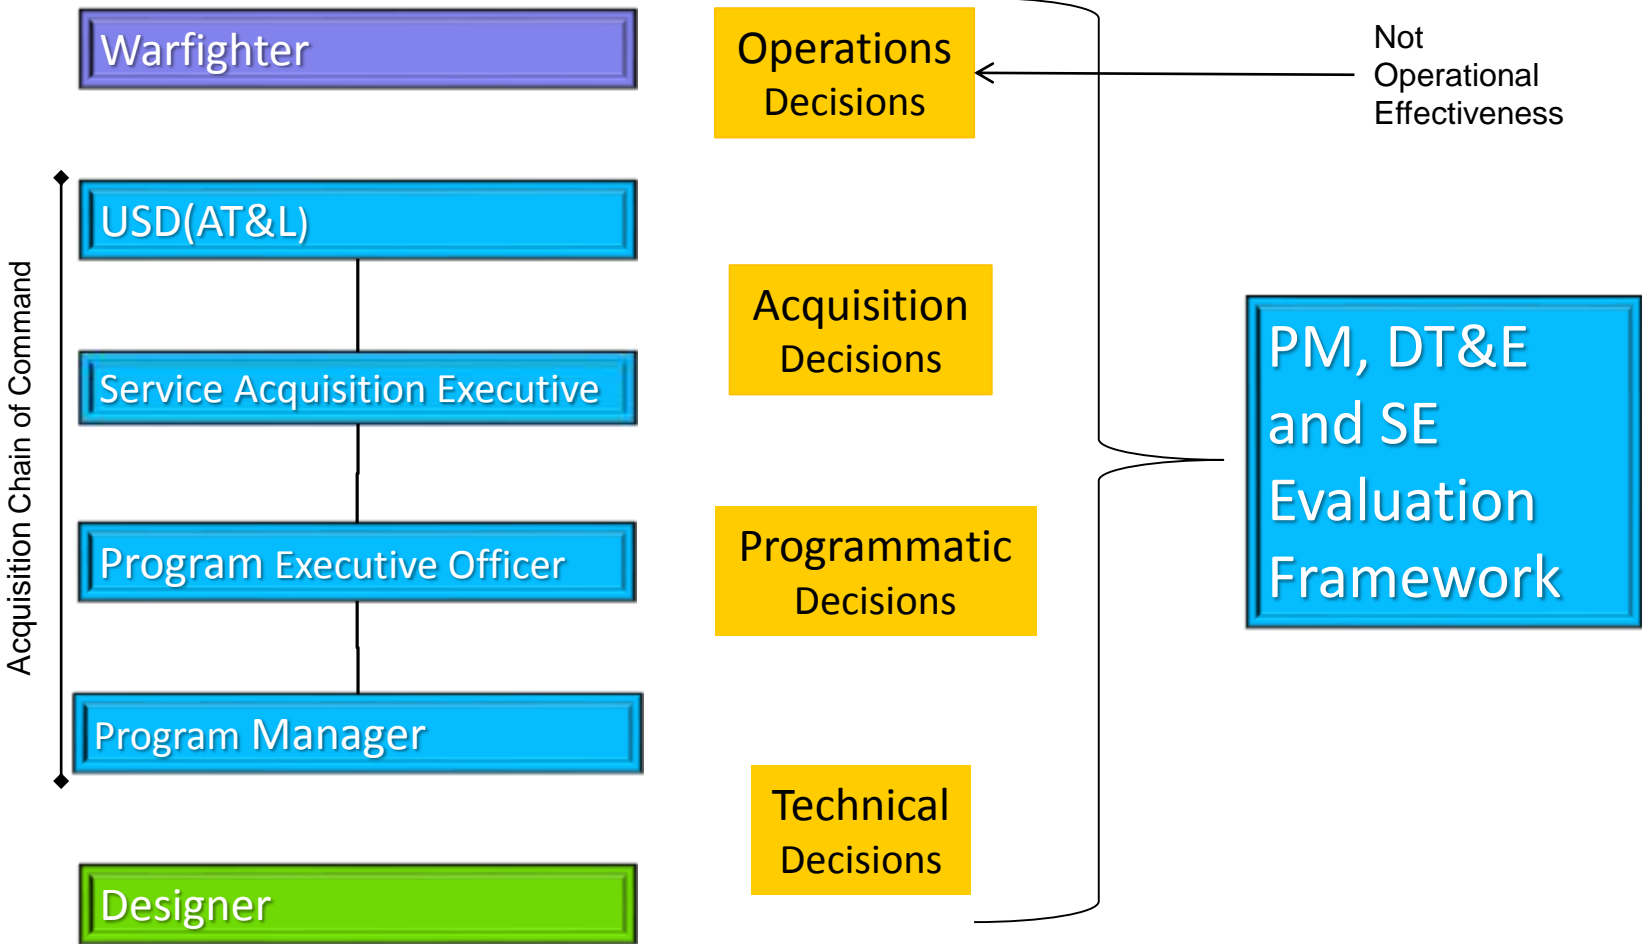 Warfighter
Operations
Decisions
Not
Operational
Effectiveness
Acquisition Chain of Command
USD(AT&L)
Service Acquisition Executive
Acquisition
Decisions
PM, DT&E
and SE
Evaluation
Framework
Program Executive Officer
Programmatic
Decisions
Program Manager
Technical
Decisions
Designer